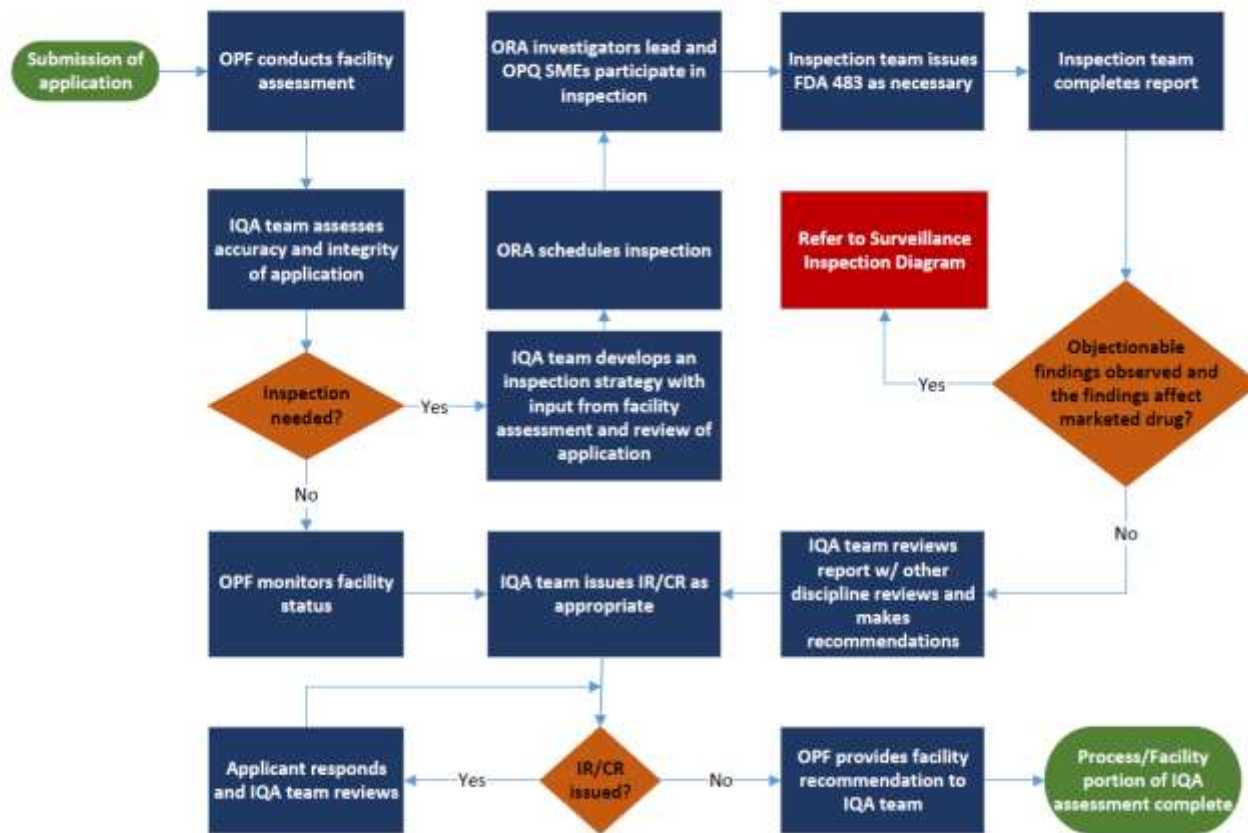 Submission of
application
OPF conducts facility
assessment
ORA investigators lead and
OPQ SMEs participate in
inspection
Inspection team issues
FDA 483 as necessary
Inspection team
completes report
IQA team assesses
accuracy and integrity
of application
ORA schedules inspection
Refer to Surveillance
Inspection Diagram
Inspection
needed?
Yes
IQA team develops an
inspection strategy with
input from facility
assessment and review of
application
Yes
Objectionable
findings observed and
the findings affect
marketed drug?
No
No
OPF monitors facility
status
IQA team issues IR/CR as
appropriate
IQA team reviews
report w/ other
discipline reviews and
makes
recommendations
Applicant responds
and IQA team reviews
Yes
IR/CR
issued?
No
OPF provides facility
recommendation to
IQA team
Process/Facility
portion of IQA
assessment complete